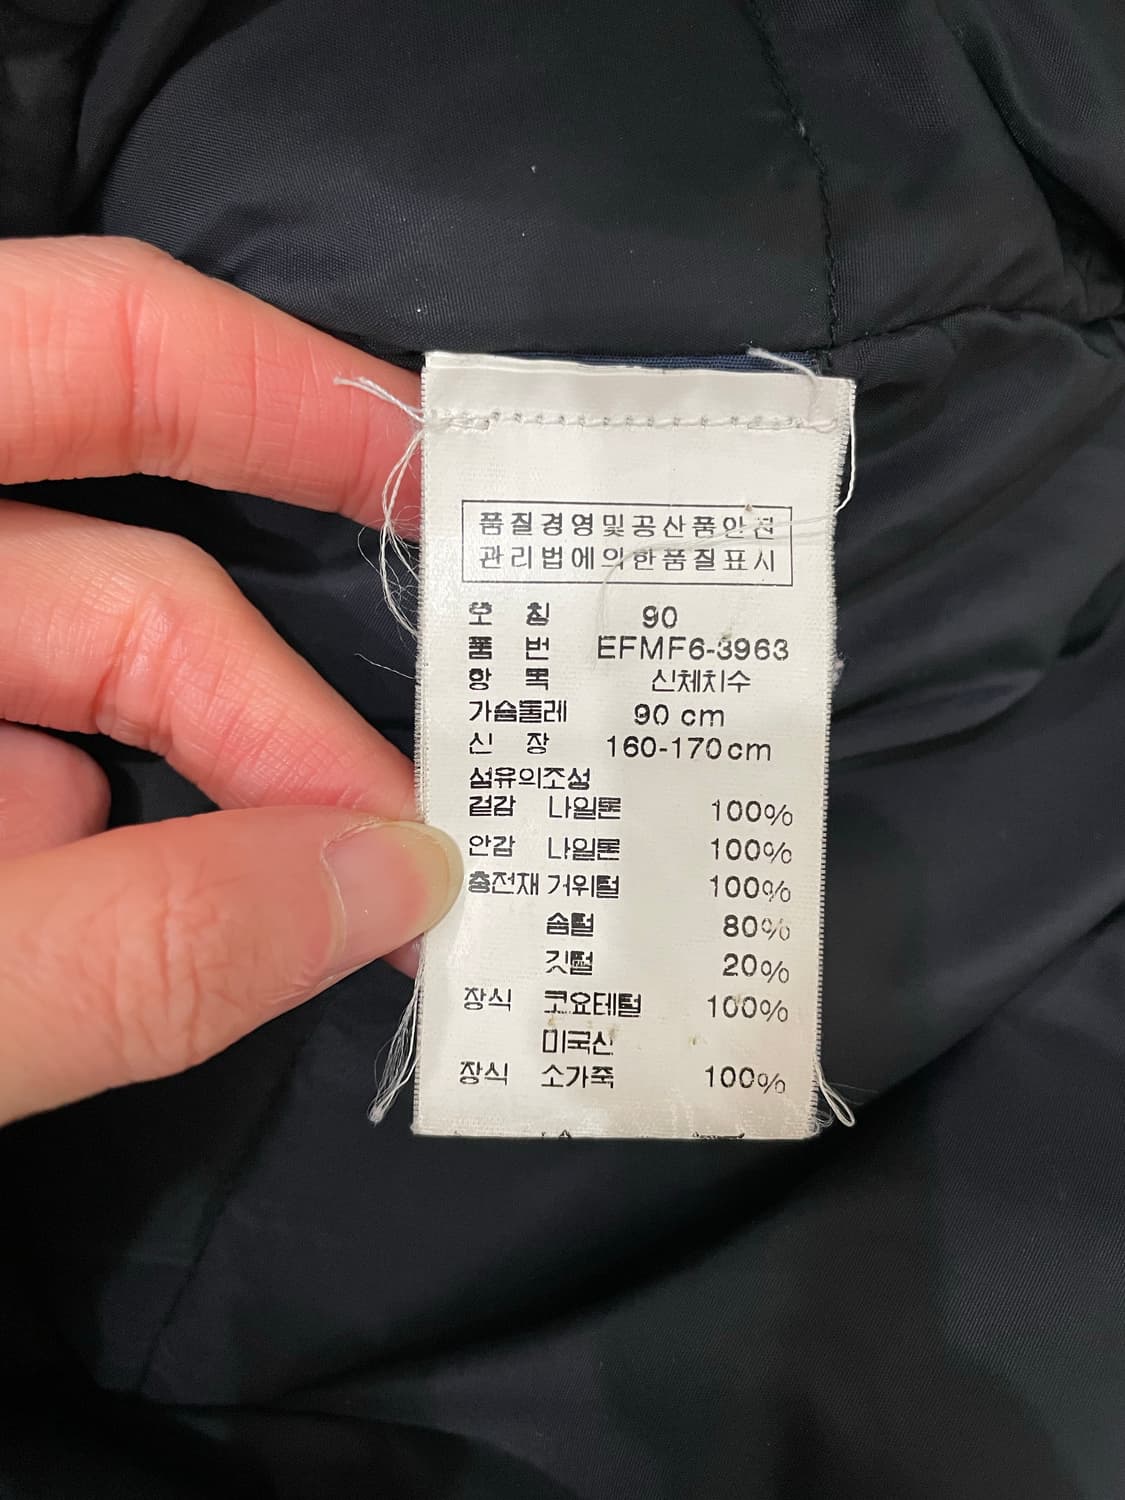 품질경영및공산품안전
관리법에의한품질표시
호 칭 90
품 번 EFMF6-3963
항 목 신체치수
가슴둘레 90 cm
신 장 160-170cm
섬유의조성
겉감 나일론 100%
안감 나일론 100%
충전재 거위털 100%
솜털 80%
깃털 20%
장식 코요테털 100%
미국산
장식 소가죽 100%